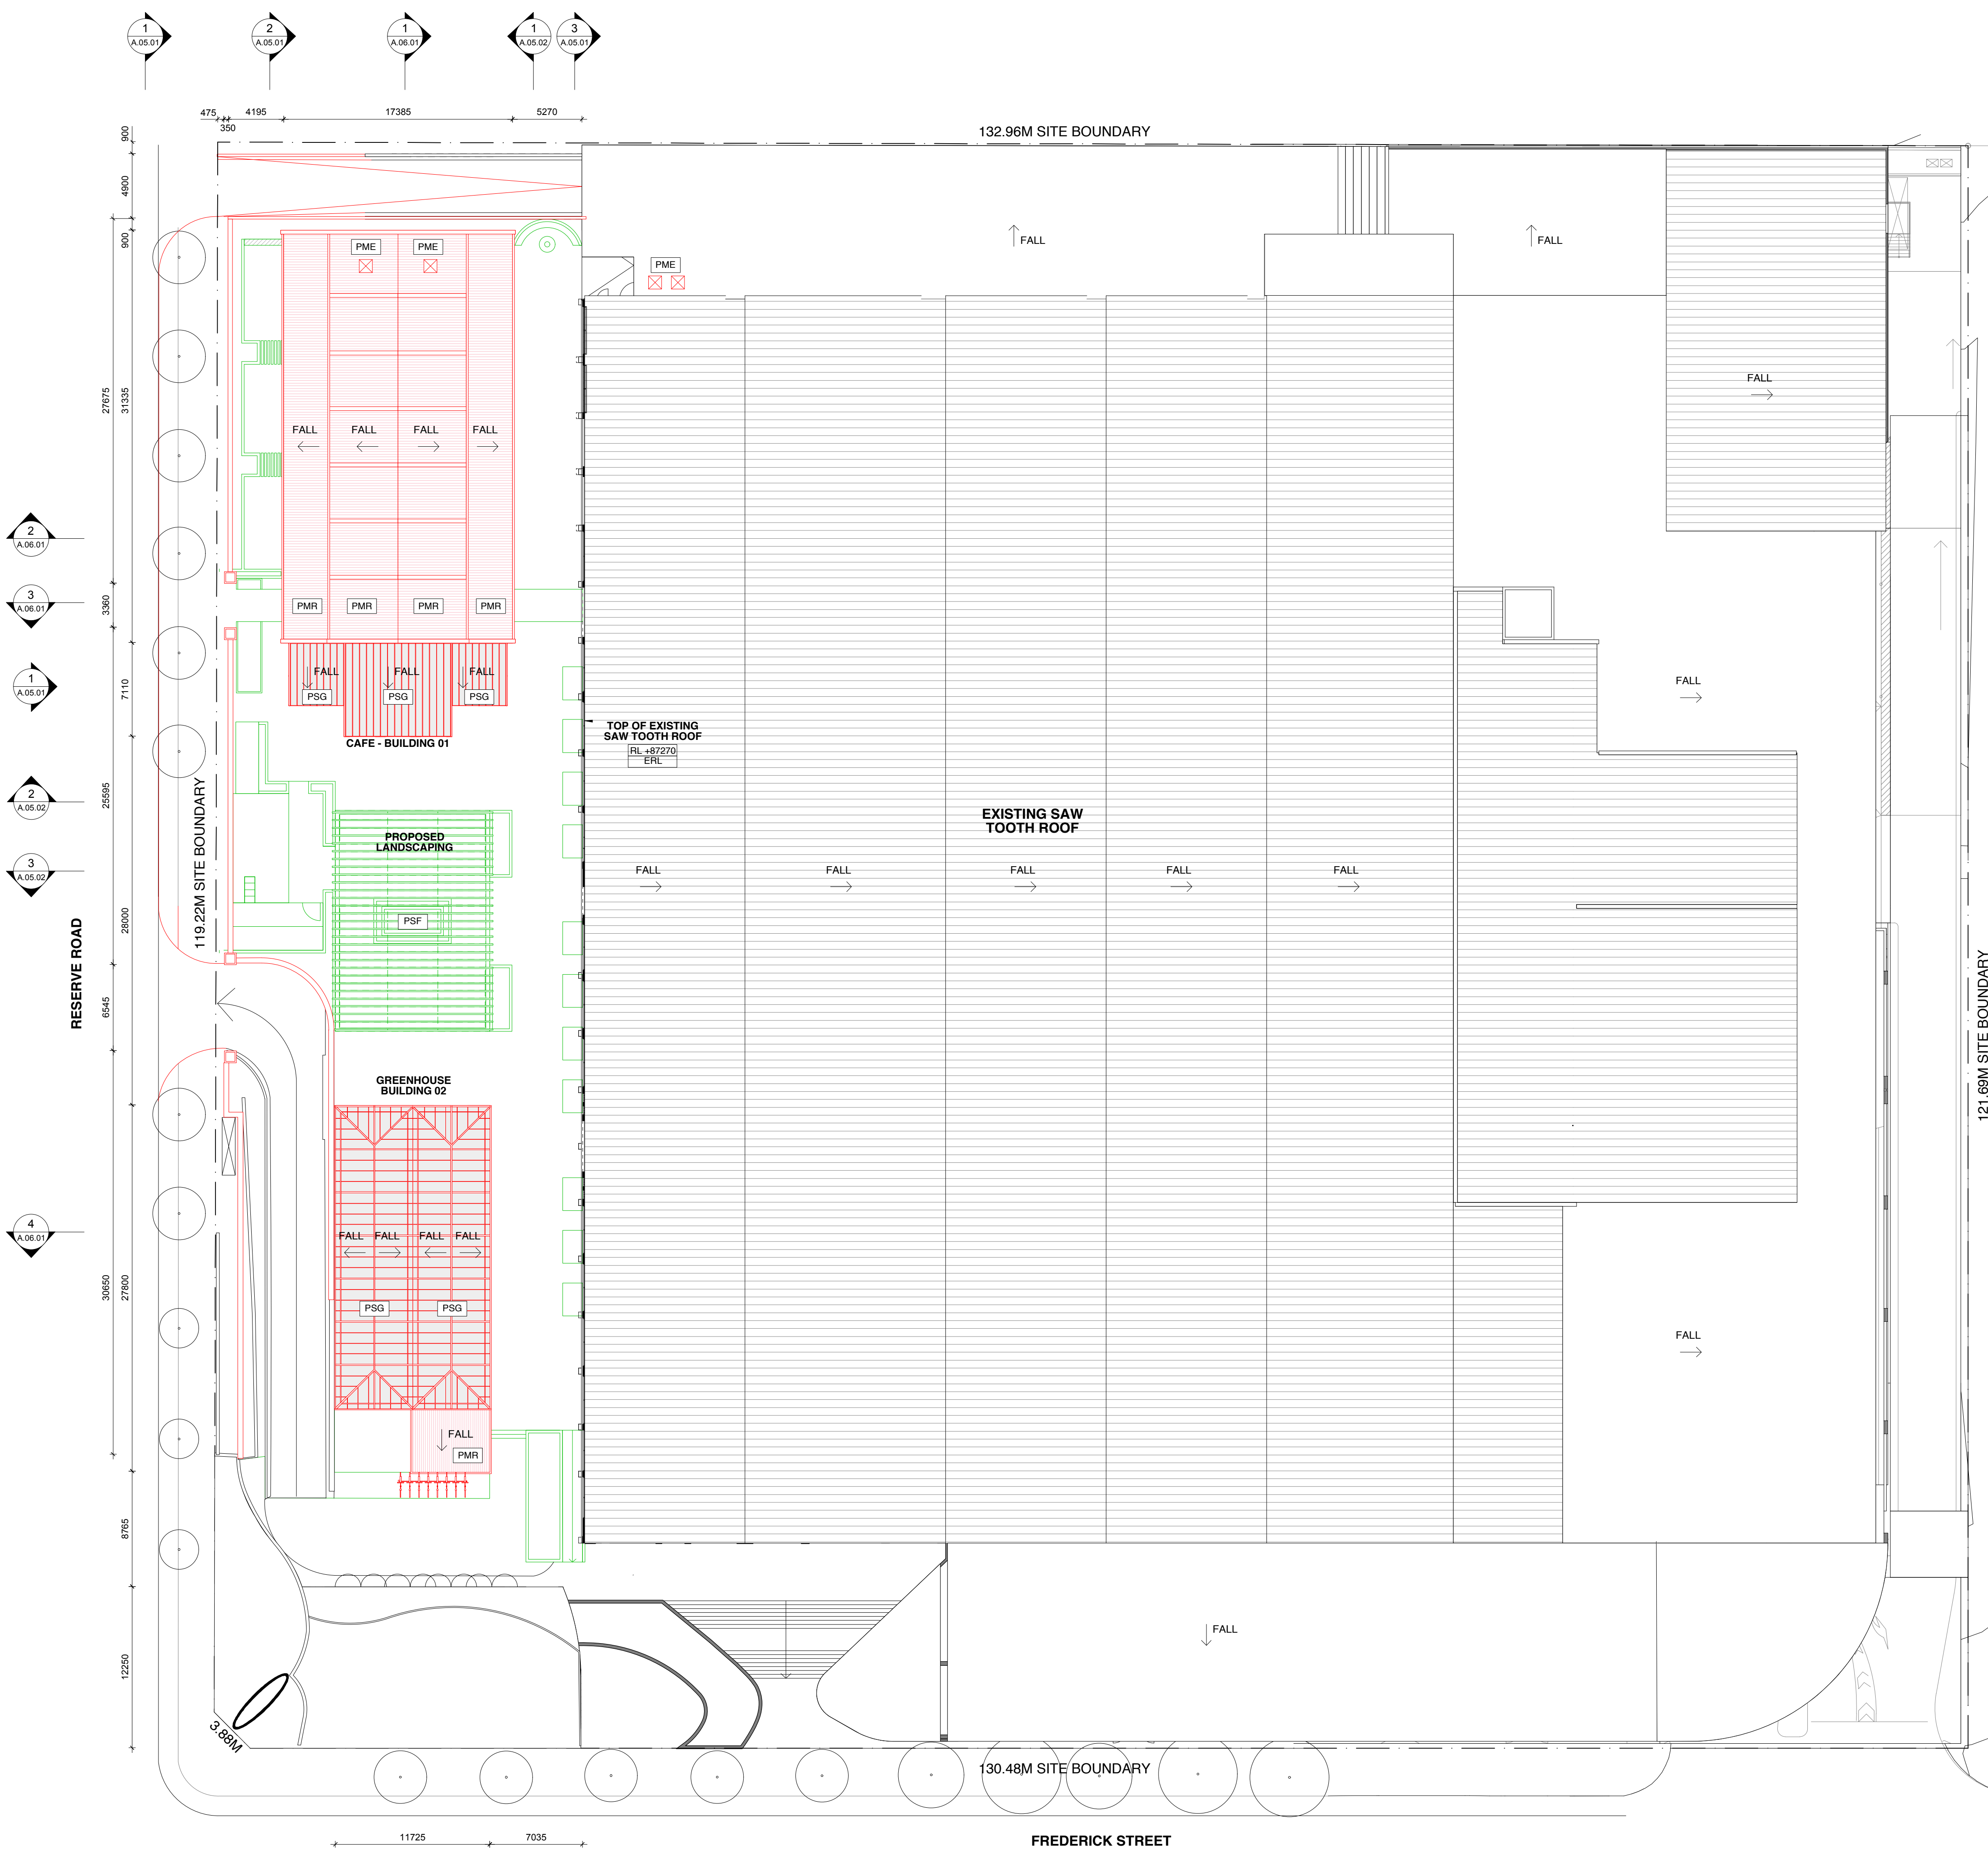 1
A.05.01
2
A.05.01
1
A.06.01
1
A.05.02
3
A.05.01
475
350
4195
17385
5270
132.96M SITE BOUNDARY
900
4900
900
27675
31335
3360
7110
25595
28000
6545
30650
27800
8765
12250
2
A.06.01
3
A.06.01
1
A.05.01
2
A.05.02
3
A.05.02
4
A.06.01
RESERVE ROAD
119.22M SITE BOUNDARY
PME
PME
PME
FALL
FALL
FALL
FALL
FALL
FALL
FALL
PMR
PMR
PMR
PMR
FALL
FALL
FALL
PSG
PSG
PSG
CAFE - BUILDING 01
TOP OF EXISTING
SAW TOOTH ROOF
RL +87270
ERL
FALL
EXISTING SAW
TOOTH ROOF
PROPOSED
LANDSCAPING
PSF
FALL
FALL
FALL
FALL
FALL
121.69M SITE BOUNDARY
GREENHOUSE
BUILDING 02
FALL
FALL
FALL
FALL
PSG
PSG
FALL
FALL
PMR
FALL
3.88M
130.48M SITE BOUNDARY
11725
7035
FREDERICK STREET